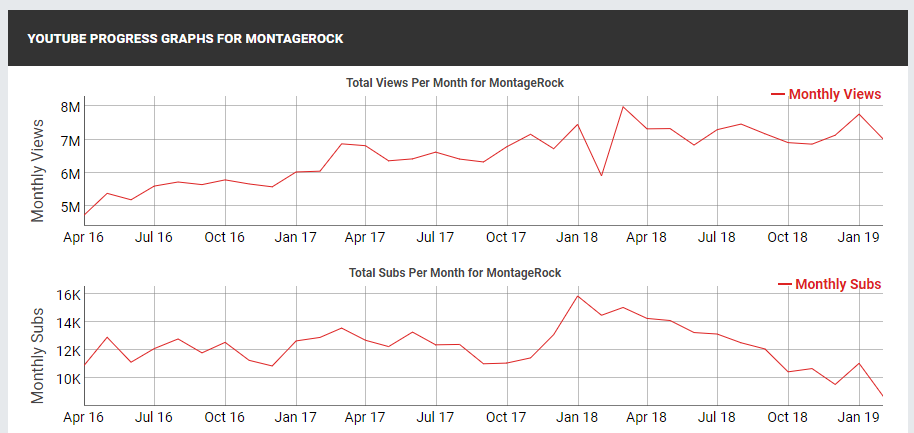 YOUTUBE PROGRESS GRAPHS FOR MONTAGEROCK
Total Views Per Month for MontageRock
Monthly Views
Monthly Views
8M
7M
6M
5M
Apr 16 Jul 16 Oct 16 Jan 17 Apr 17 Jul 17 Oct 17 Jan 18 Apr 18 Jul 18 Oct 18 Jan 19
Total Subs Per Month for MontageRock
Monthly Subs
Monthly Subs
16K
14K
12K
10K
Apr 16 Jul 16 Oct 16 Jan 17 Apr 17 Jul 17 Oct 17 Jan 18 Apr 18 Jul 18 Oct 18 Jan 19